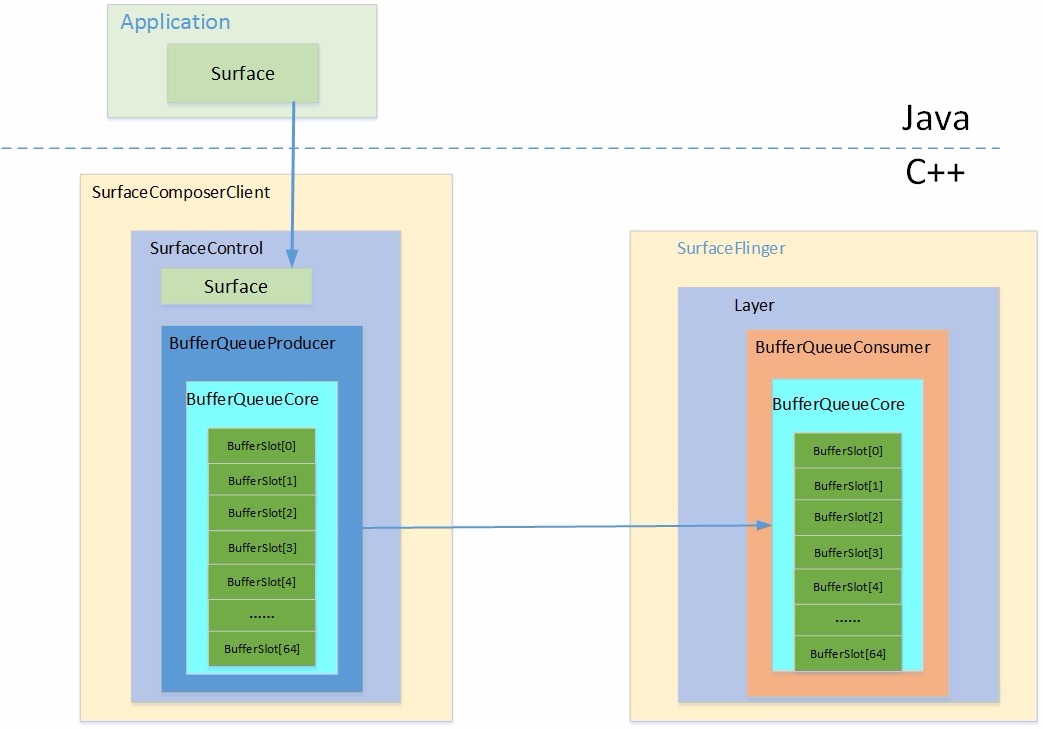 Application
Surface
Java
C++
SurfaceComposerClient
SurfaceControl
Surface
BufferQueueProducer
BufferQueueCore
BufferSlot[0]
BufferSlot[1]
BufferSlot[2]
BufferSlot[3]
BufferSlot[4]
......
BufferSlot[64]
SurfaceFlinger
Layer
BufferQueueConsumer
BufferQueueCore
BufferSlot[0]
BufferSlot[1]
BufferSlot[2]
BufferSlot[3]
BufferSlot[4]
......
BufferSlot[64]